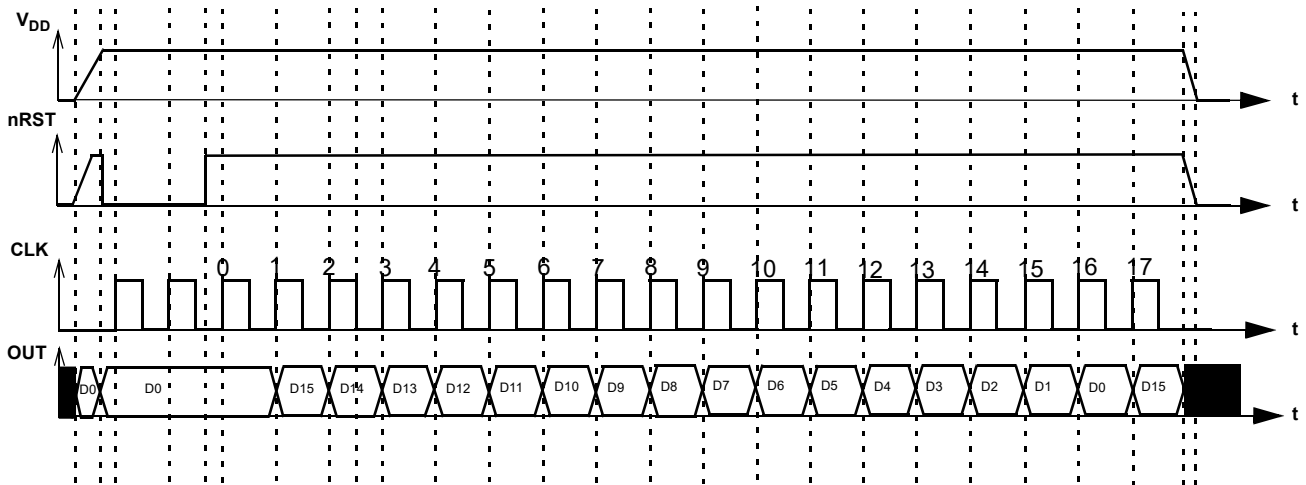 VDD
t
nRST
t
CLK
0 1 2 3 4 5 6 7 8 9 10 11 12 13 14 15 16 17
t
OUT
D0 D0 D15 D14 D13 D12 D11 D10 D9 D8 D7 D6 D5 D4 D3 D2 D1 D0 D15
t